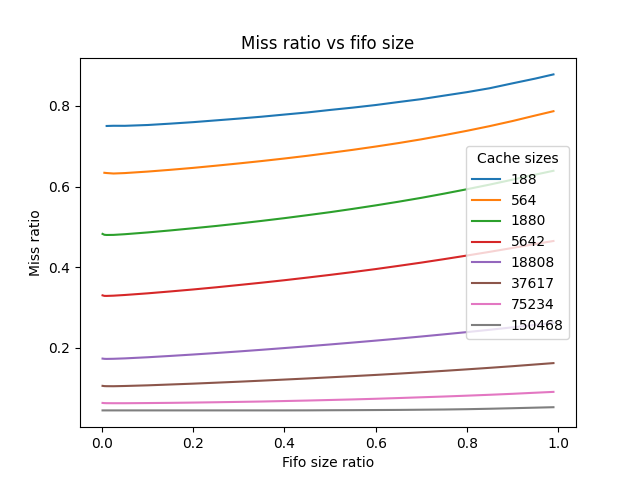 Miss ratio vs fifo size
Miss ratio
0.8
0.6
0.4
0.2
Cache sizes
188
564
1880
5642
18808
37617
75234
150468
0.0 0.2 0.4 0.6 0.8 1.0
Fifo size ratio